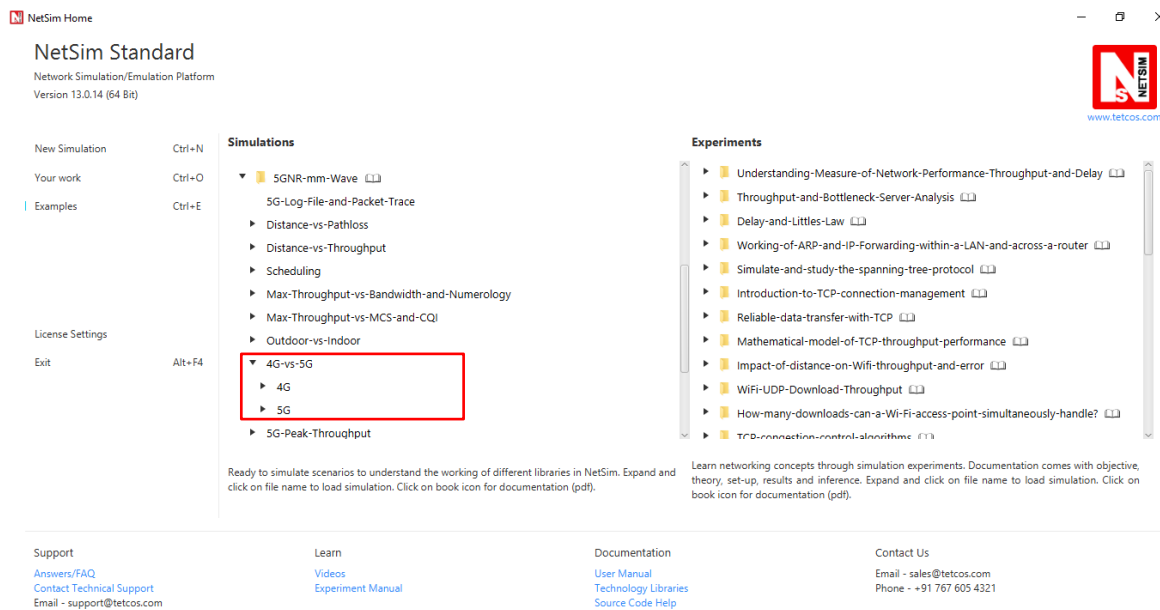 NetSim Home
NetSim Standard
Network Simulation/Emulation Platform
Version 13.0.14 (64 Bit)
NS NETSIM
www.tetcos.com
New Simulation Ctrl+N
Your work Ctrl+O
Examples Ctrl+E
License Settings
Exit Alt+F4
Simulations
5GNR-mm-Wave
5G-Log-File-and-Packet-Trace
Distance-vs-Pathloss
Distance-vs-Throughput
Scheduling
Max-Throughput-vs-Bandwidth-and-Numerology
Max-Throughput-vs-MCS-and-CQI
Outdoor-vs-Indoor
4G-vs-5G
4G
5G
5G-Peak-Throughput
Ready to simulate scenarios to understand the working of different libraries in NetSim. Expand and
click on file name to load simulation. Click on book icon for documentation (pdf).
Experiments
Understanding-Measure-of-Network-Performance-Throughput-and-Delay
Throughput-and-Bottleneck-Server-Analysis
Delay-and-Littles-Law
Working-of-ARP-and-IP-Forwarding-within-a-LAN-and-across-a-router
Simulate-and-study-the-spanning-tree-protocol
Introduction-to-TCP-connection-management
Reliable-data-transfer-with-TCP
Mathematical-model-of-TCP-throughput-performance
Impact-of-distance-on-Wifi-throughput-and-error
WiFi-UDP-Download-Throughput
How-many-downloads-can-a-Wi-Fi-access-point-simultaneously-handle?
TCP-congestion-control-algorithms
Learn networking concepts through simulation experiments. Documentation comes with objective,
theory, set-up, results and inference. Expand and click on file name to load simulation. Click on
book icon for documentation (pdf).
Support
Answers/FAQ
Contact Technical Support
Email - support@tetcos.com
Learn
Videos
Experiment Manual
Documentation
User Manual
Technology Libraries
Source Code Help
Contact Us
Email - sales@tetcos.com
Phone - +91 767 605 4321